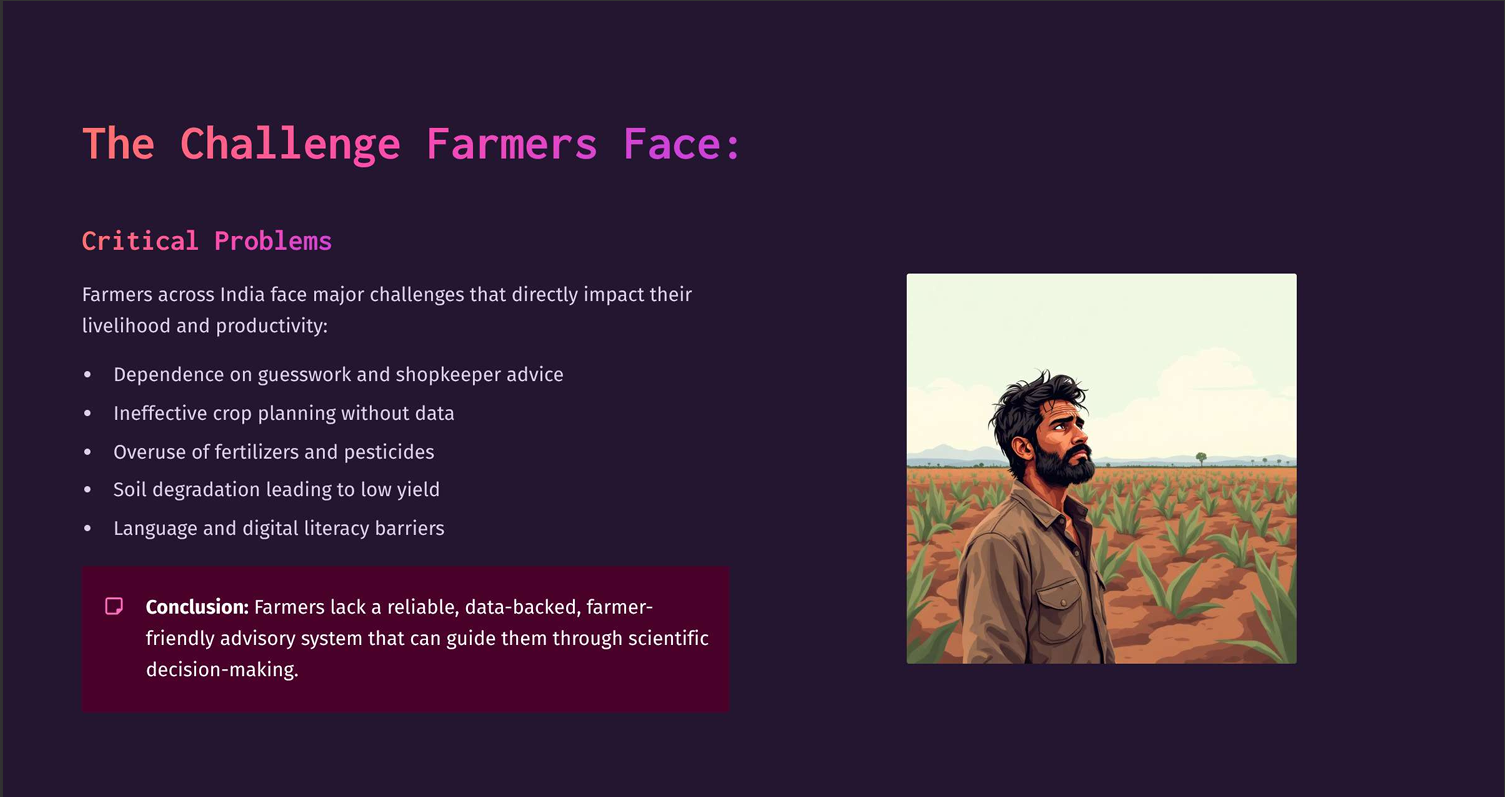 The Challenge Farmers Face:
Critical Problems
Farmers across India face major challenges that directly impact their
livelihood and productivity:
• Dependence on guesswork and shopkeeper advice
• Ineffective crop planning without data
• Overuse of fertilizers and pesticides
• Soil degradation leading to low yield
• Language and digital literacy barriers
Conclusion: Farmers lack a reliable, data-backed, farmer-
friendly advisory system that can guide them through scientific
decision-making.